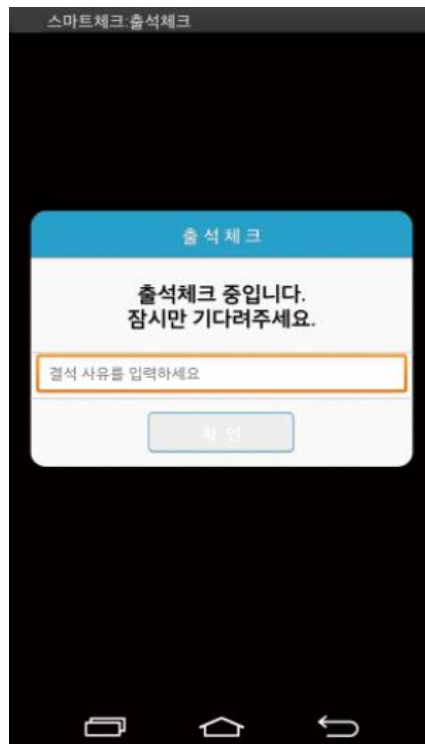 스마트체크:출석체크
출 석 체 크
출석체크 중입니다.
잠시만 기다려주세요.
결석 사유를 입력하세요
확 인